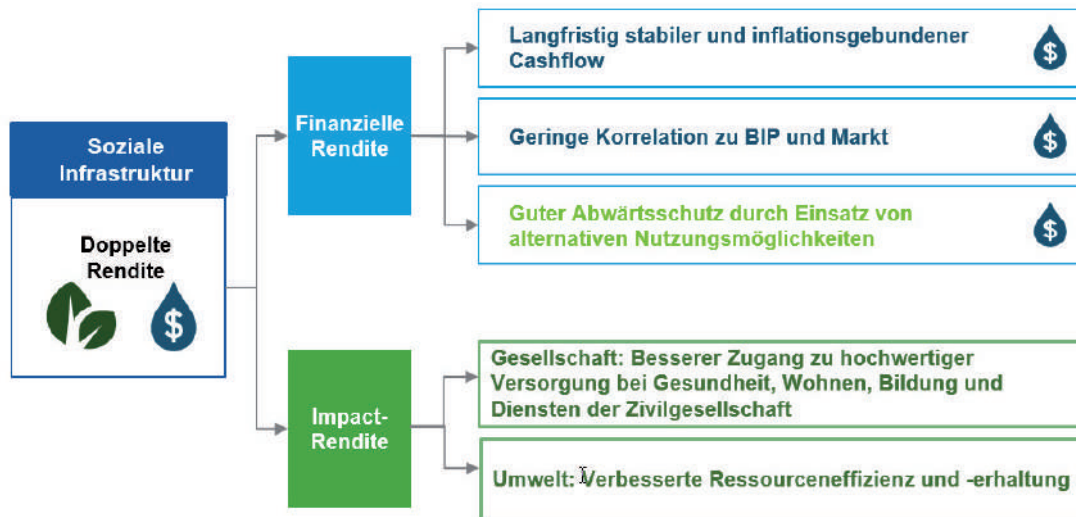 Soziale
Infrastruktur
Doppelte
Rendite
$
Finanzielle
Rendite
Langfristig stabiler und inflationsgebundener
Cashflow
$
Geringe Korrelation zu BIP und Markt
$
Guter Abwärtsschutz durch Einsatz von
alternativen Nutzungsmöglichkeiten
$
Impact-
Rendite
Gesellschaft: Besserer Zugang zu hochwertiger
Versorgung bei Gesundheit, Wohnen, Bildung und
Diensten der Zivilgesellschaft
Umwelt: Verbesserte Ressourceneffizienz und -erhaltung